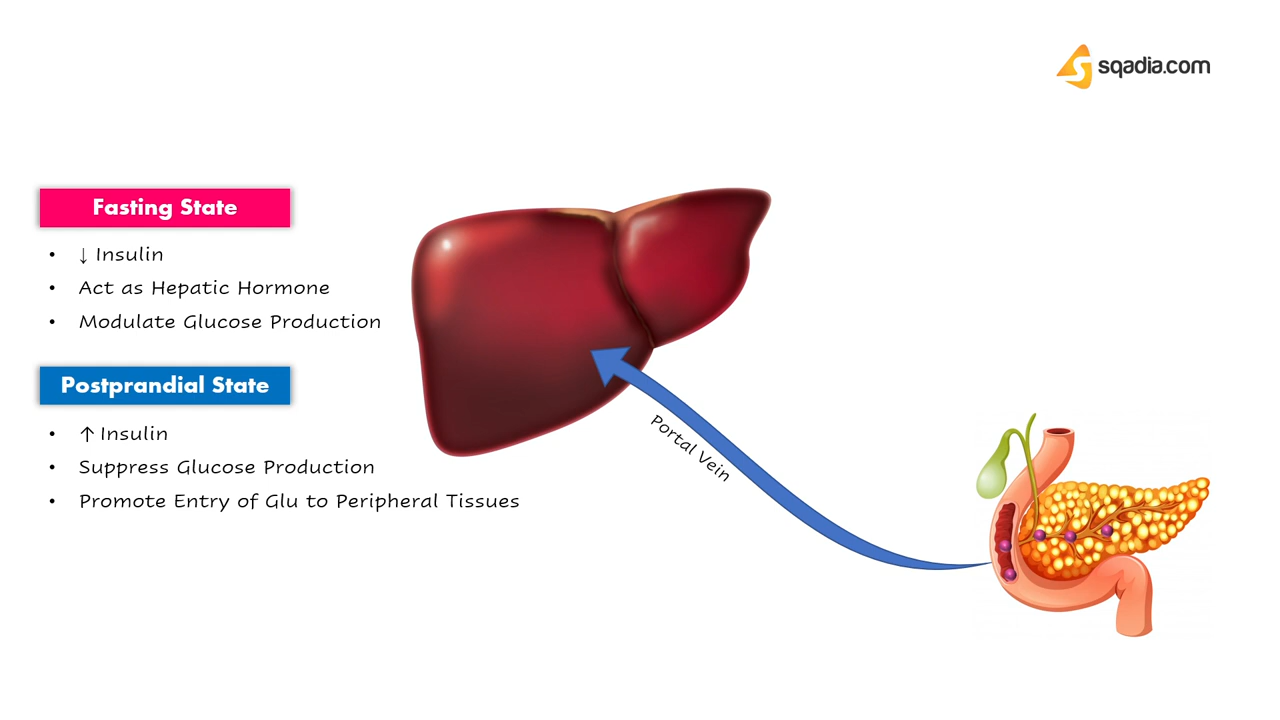 sqadia.com
Fasting State
• ↓ Insulin
• Act as Hepatic Hormone
• Modulate Glucose Production
Postprandial State
• ↑ Insulin
• Suppress Glucose Production
• Promote Entry of Glu to Peripheral Tissues
Portal Vein